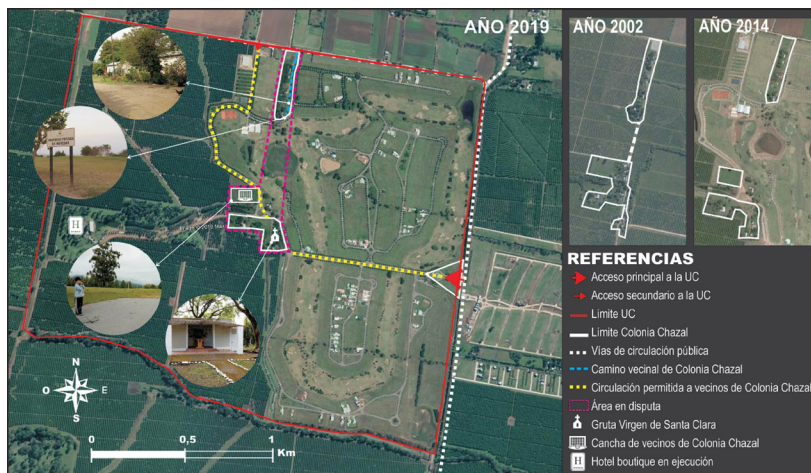 AÑO 2019
AÑO 2002
AÑO 2014
H
H
N
O
E
S
0
0,5
1
Km
REFERENCIAS
Acceso principal a la UC
Acceso secundario a la UC
Límite UC
Límite Colonia Chazal
Vías de circulación pública
Camino vecinal de Colonia Chazal
Circulación permitida a vecinos de Colonia Chazal
Área en disputa
Gruta Virgen de Santa Clara
Cancha de vecinos de Colonia Chazal
Hotel boutique en ejecución